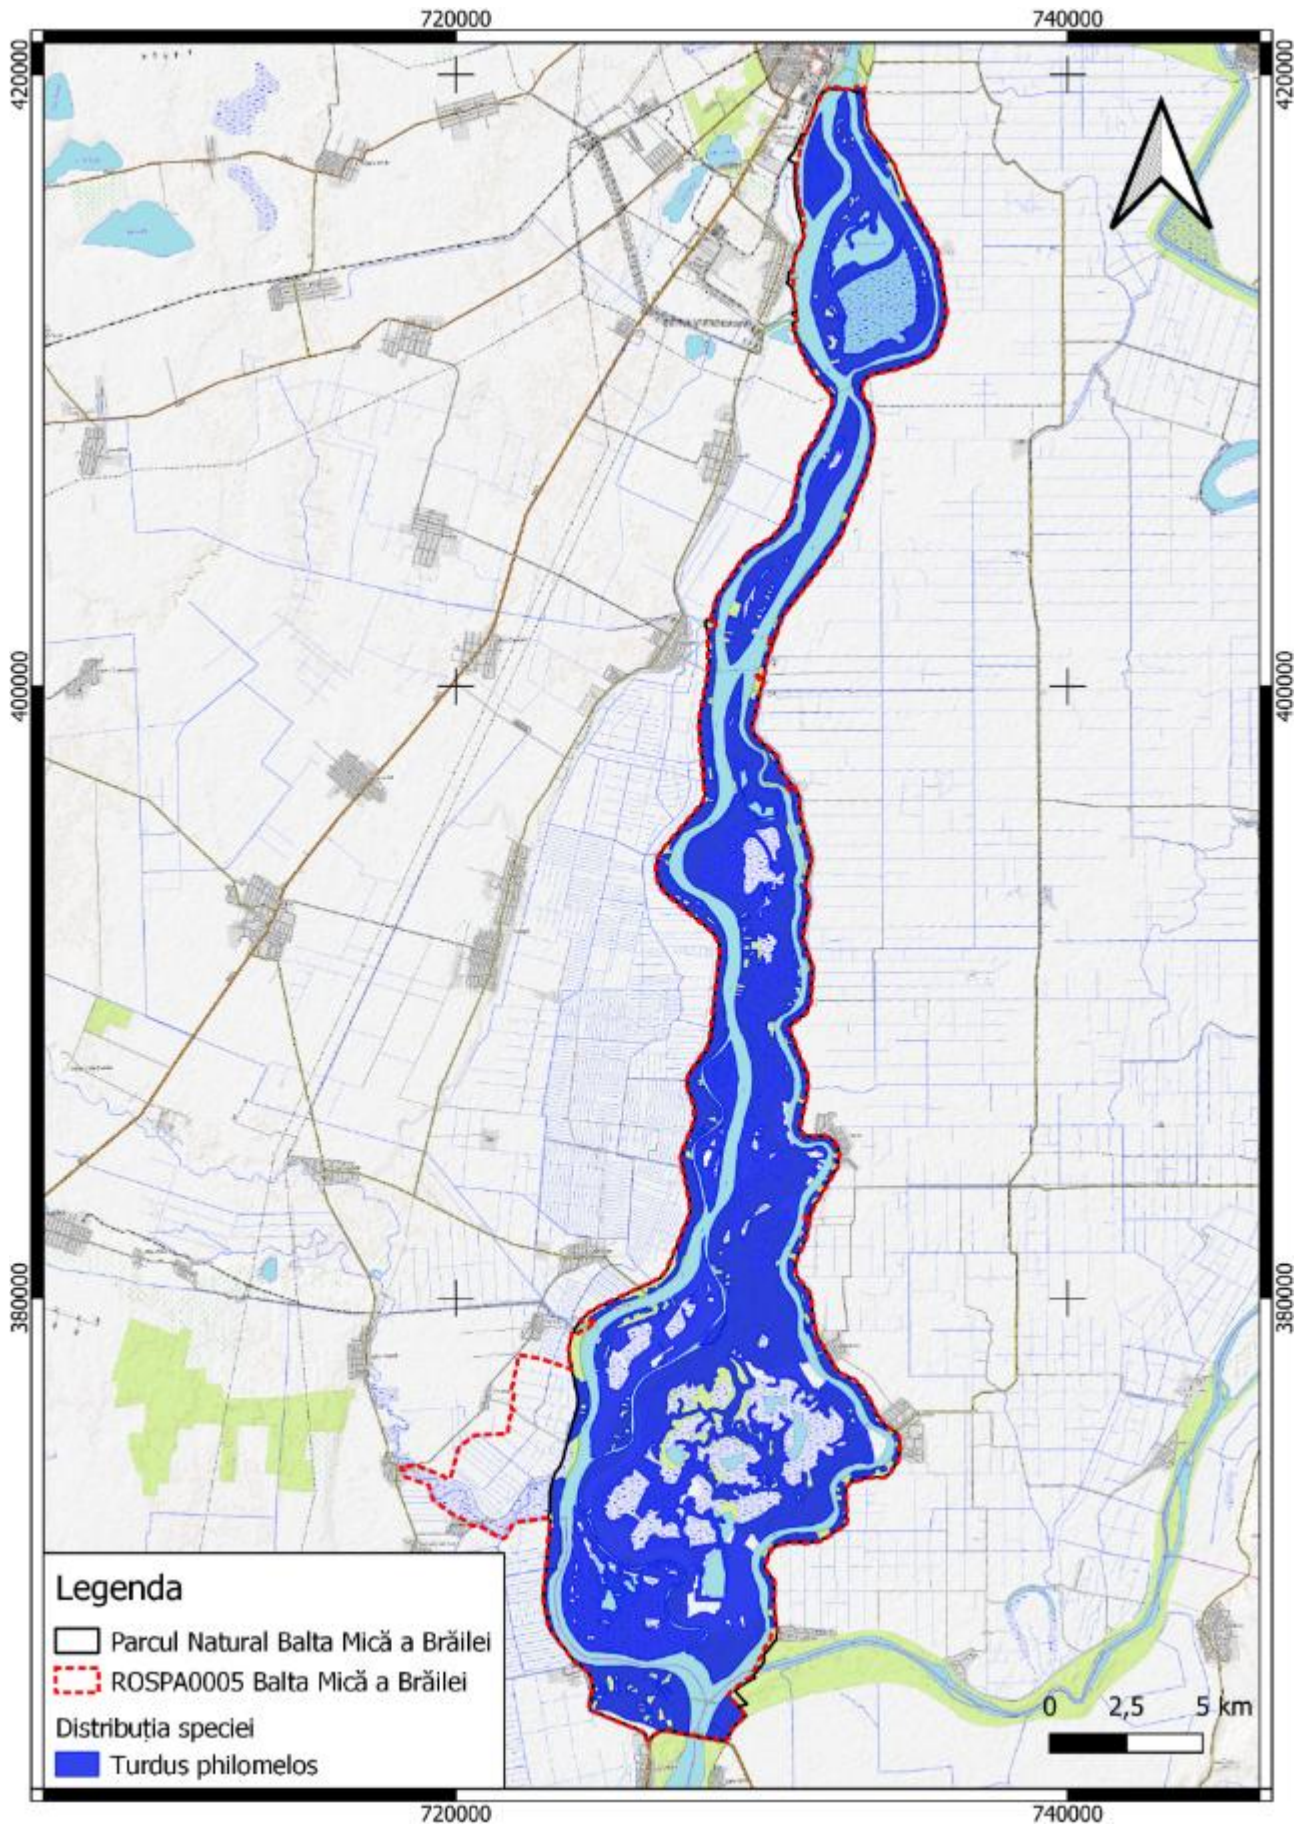 720000 740000
420000 420000
400000 400000
380000 380000
Legenda
Parcul Natural Balta Mică a Brăilei
ROSPA0005 Balta Mică a Brăilei
Distribuția speciei
Turdus philomelos
0 2,5 5 km
720000 740000